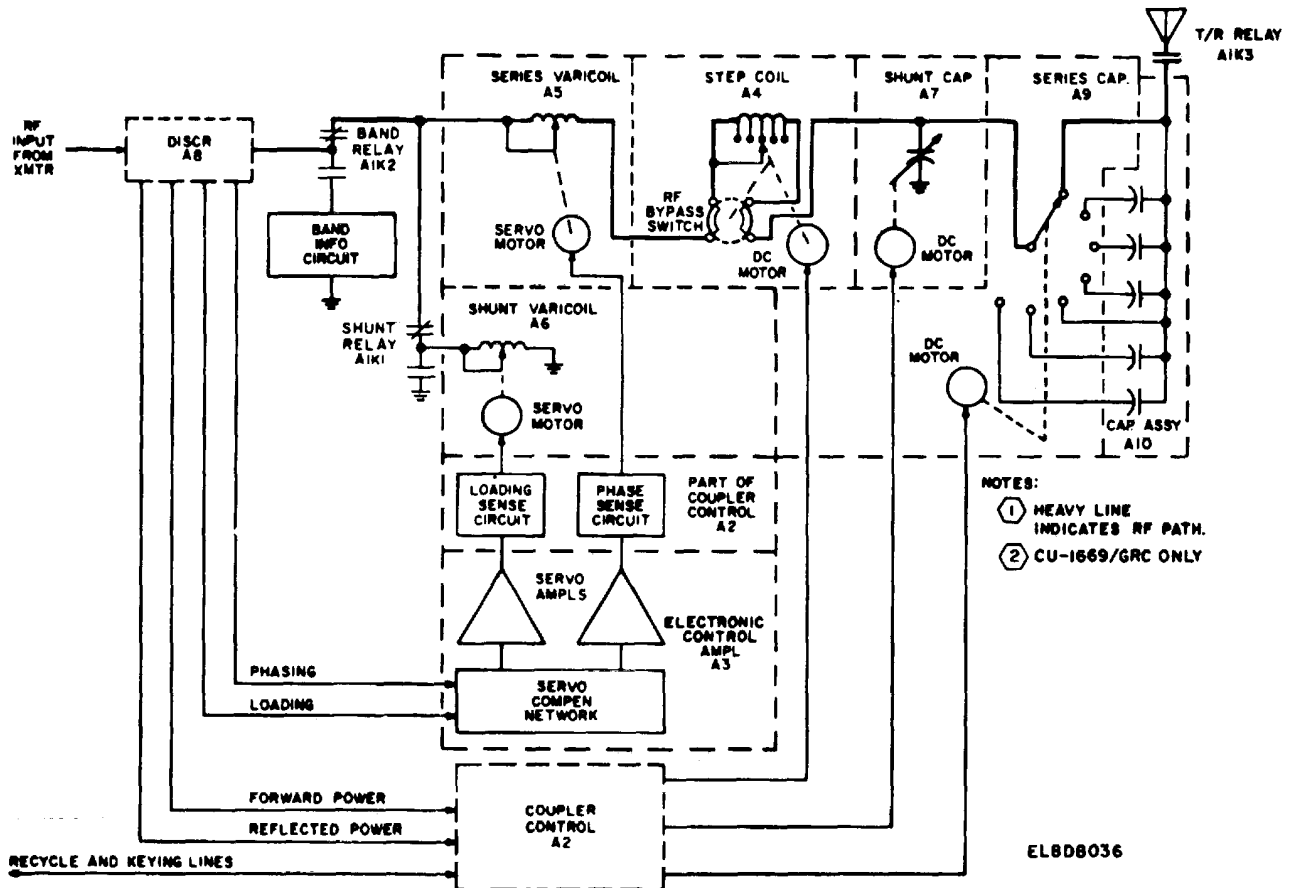 T/R RELAY
A1K3
SERIES VARICOIL
A5
STEP COIL
A4
SHUNT CAP
A7
SERIES CAP.
A9
RF
INPUT
FROM
XMTR
DISCR
A8
BAND
RELAY
A1K2
BAND
INFO
CIRCUIT
SERVO
MOTOR
RF
BYPASS
SWITCH
DC
MOTOR
DC
MOTOR
SHUNT VARICOIL
A6
SHUNT
RELAY
A1K1
SERVO
MOTOR
DC
MOTOR
CAP. ASSY
A10
LOADING
SENSE
CIRCUIT
PHASE
SENSE
CIRCUIT
PART OF
COUPLER
CONTROL
A2
NOTES:
1 HEAVY LINE
INDICATES RF PATH.
2 CU-1669/GRC ONLY
SERVO
AMPLS
ELECTRONIC
CONTROL
AMPL
A3
PHASING
LOADING
SERVO
COMPEN
NETWORK
FORWARD POWER
REFLECTED POWER
RECYCLE AND KEYING LINES
COUPLER
CONTROL
A2
EL8D8036